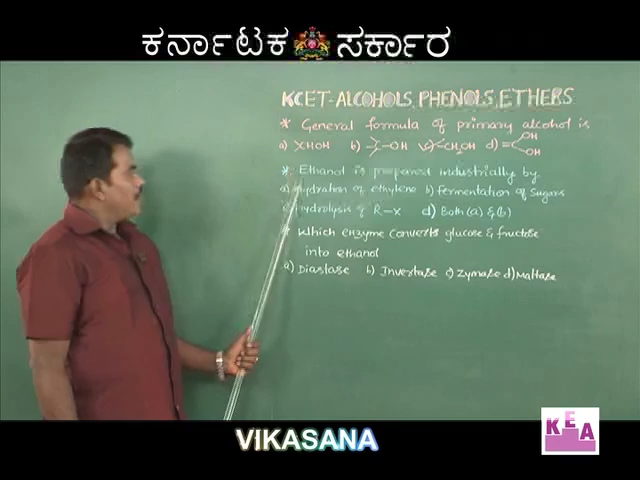 ಕರ್ನಾಟಕ ಸರ್ಕಾರ
KCET-ALCOHOLS, PHENOLS, ETHERS
* General formula of primary alcohol is
a) >CHOH b) -C-OH c) -CH2OH d) =C OH OH
* Ethanol is prepared industrially by
a) Hydration of ethylene b) Fermentation of Sugars
c) Hydrolysis of R-X d) Both (a) & (b)
* Which enzyme converts glucose & fructose
into ethanol
a) Diastase b) Invertase c) Zymase d) Maltase
VIKASANA
KEA